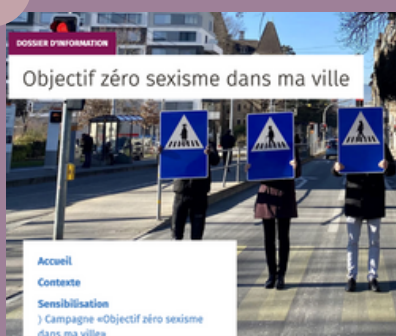 DOSSIER D'INFORMATION
Objectif zéro sexisme dans ma ville
Accueil
Contexte
Sensibilisation
) Campagne «Objectif zéro sexisme
dans ma ville»